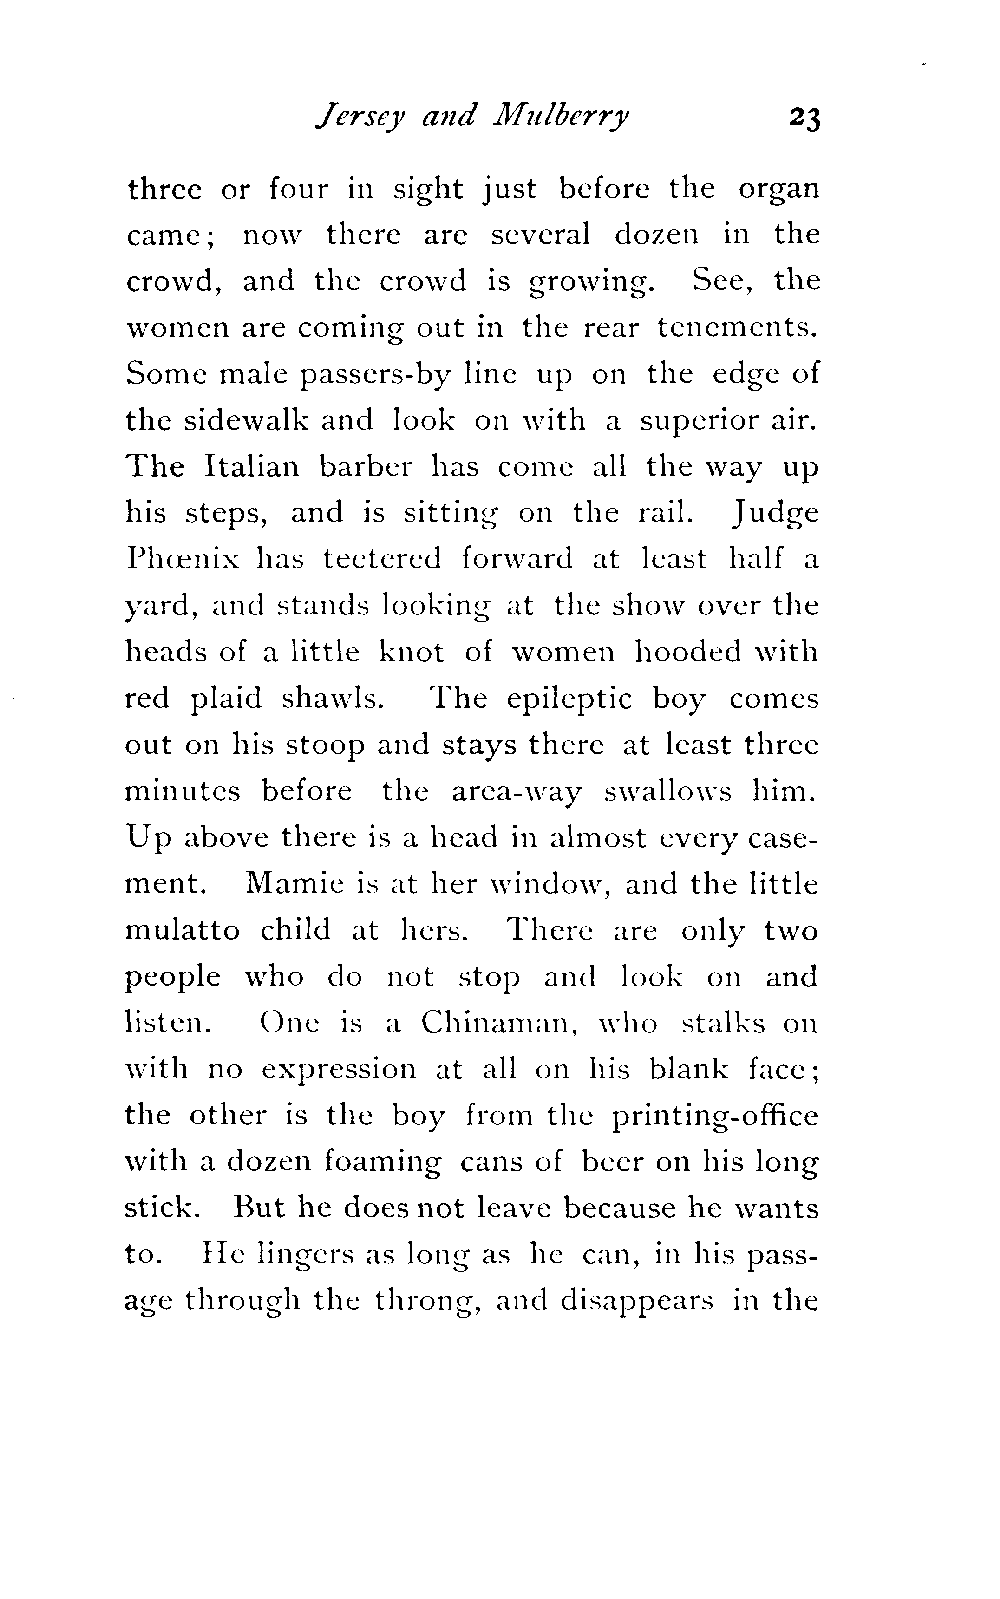 Jersey and Mulberry 23
three or four in sight just before the organ
came; now there are several dozen in the
crowd, and the crowd is growing. See, the
women are coming out in the rear tenements.
Some male passers-by line up on the edge of
the sidewalk and look on with a superior air.
The Italian barber has come all the way up
his steps, and is sitting on the rail. Judge
Phœnix has teetered forward at least half a
yard, and stands looking at the show over the
heads of a little knot of women hooded with
red plaid shawls. The epileptic boy comes
out on his stoop and stays there at least three
minutes before the area-way swallows him.
Up above there is a head in almost every case-
ment. Mamie is at her window, and the little
mulatto child at hers. There are only two
people who do not stop and look on and
listen. One is a Chinaman, who stalks on
with no expression at all on his blank face;
the other is the boy from the printing-office
with a dozen foaming cans of beer on his long
stick. But he does not leave because he wants
to. He lingers as long as he can, in his pass-
age through the throng, and disappears in the